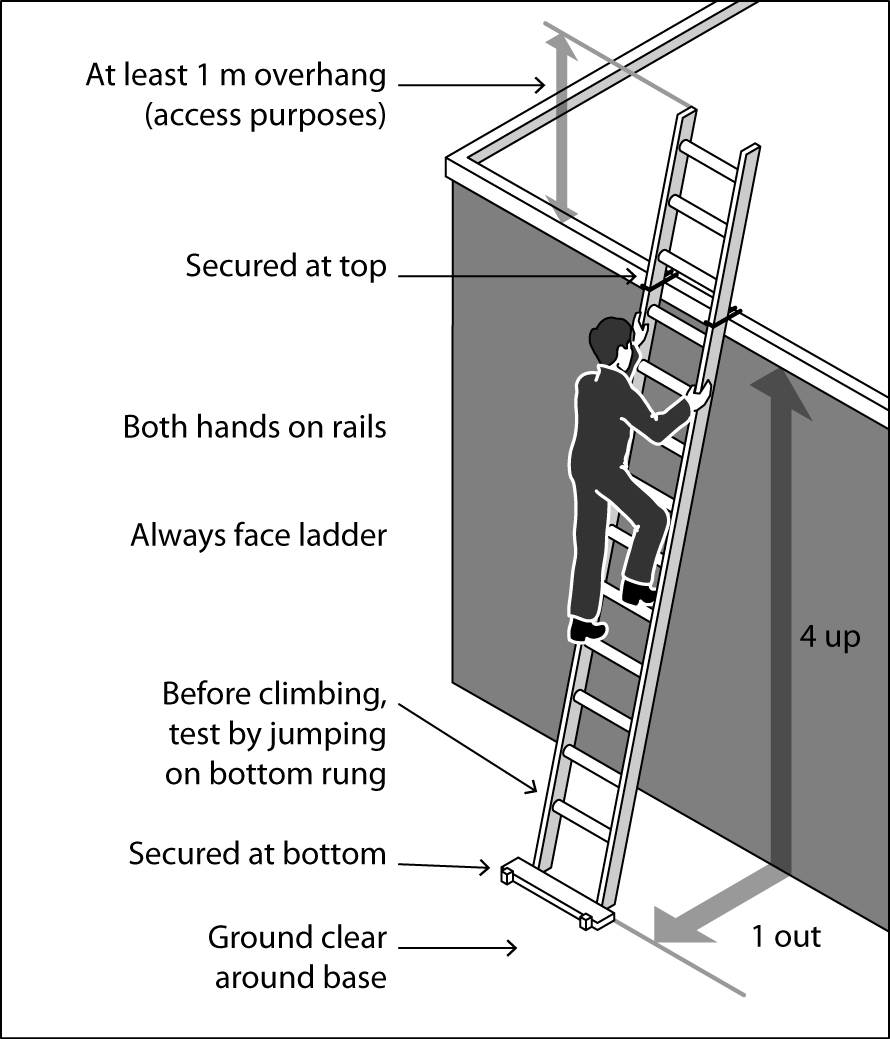 At least 1 m overhang
(access purposes)
Secured at top
Both hands on rails
Always face ladder
4 up
Before climbing,
test by jumping
on bottom rung
Secured at bottom
1 out
Ground clear
around base